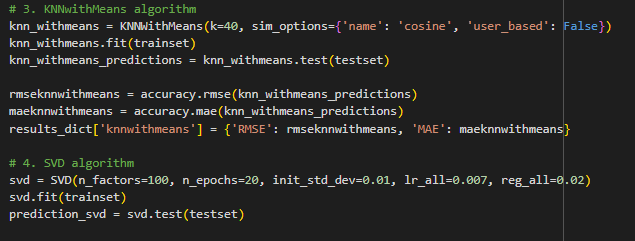 # 3. KNNwithMeans algorithm
knn_withmeans = KNNWithMeans(k=40, sim_options={'name': 'cosine', 'user_based': False})
knn_withmeans.fit(trainset)
knn_withmeans_predictions = knn_withmeans.test(testset)

rmseknnwithmeans = accuracy.rmse(knn_withmeans_predictions)
maeknnwithmeans = accuracy.mae(knn_withmeans_predictions)
results_dict['knnwithmeans'] = {'RMSE': rmseknnwithmeans, 'MAE': maeknnwithmeans}

# 4. SVD algorithm
svd = SVD(n_factors=100, n_epochs=20, init_std_dev=0.01, lr_all=0.007, reg_all=0.02)
svd.fit(trainset)
prediction_svd = svd.test(testset)